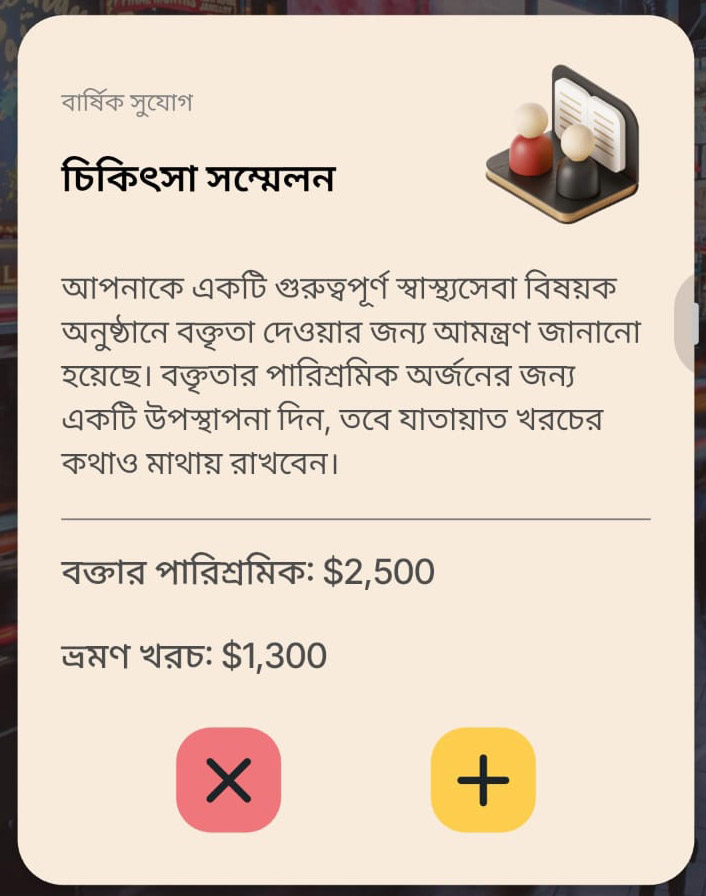 বার্ষিক সুযোগ
চিকিৎসা সম্মেলন
আপনাকে একটি গুরুত্বপূর্ণ স্বাস্থ্যসেবা বিষয়ক
অনুষ্ঠানে বক্তৃতা দেওয়ার জন্য আমন্ত্রণ জানানো
হয়েছে। বক্তৃতার পারিশ্রমিক অর্জনের জন্য
একটি উপস্থাপনা দিন, তবে যাতায়াত খরচের
কথাও মাথায় রাখবেন।
বক্তার পারিশ্রমিক: $2,500
ভ্রমণ খরচ: $1,300